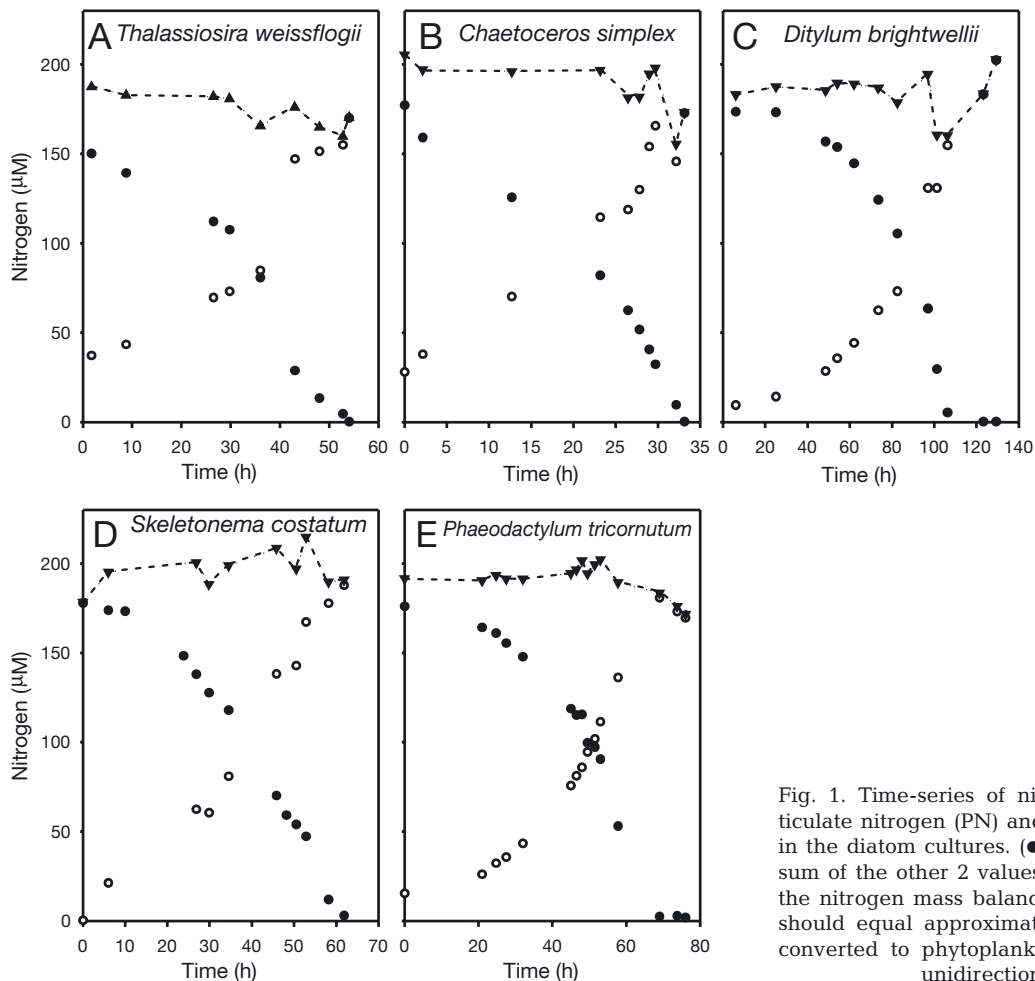 A Thalassiosira weissflogii
B Chaetoceros simplex
C Ditylum brightwellii
200
150
100
50
0
Nitrogen (µM)
0 10 20 30 40 50 60
0 5 10 15 20 25 30 35
0 20 40 60 80 100 120 140
Time (h)
Time (h)
Time (h)
D Skeletonema costatum
E Phaeodactylum tricornutum
200
150
100
50
0
Nitrogen (µM)
0 10 20 30 40 50 60 70
0 20 40 60 80
Time (h)
Time (h)
Fig. 1. Time-series of ni
ticulate nitrogen (PN) and
in the diatom cultures. (●
sum of the other 2 values
the nitrogen mass balanc
should equal approximat
converted to phytoplank
unidirection